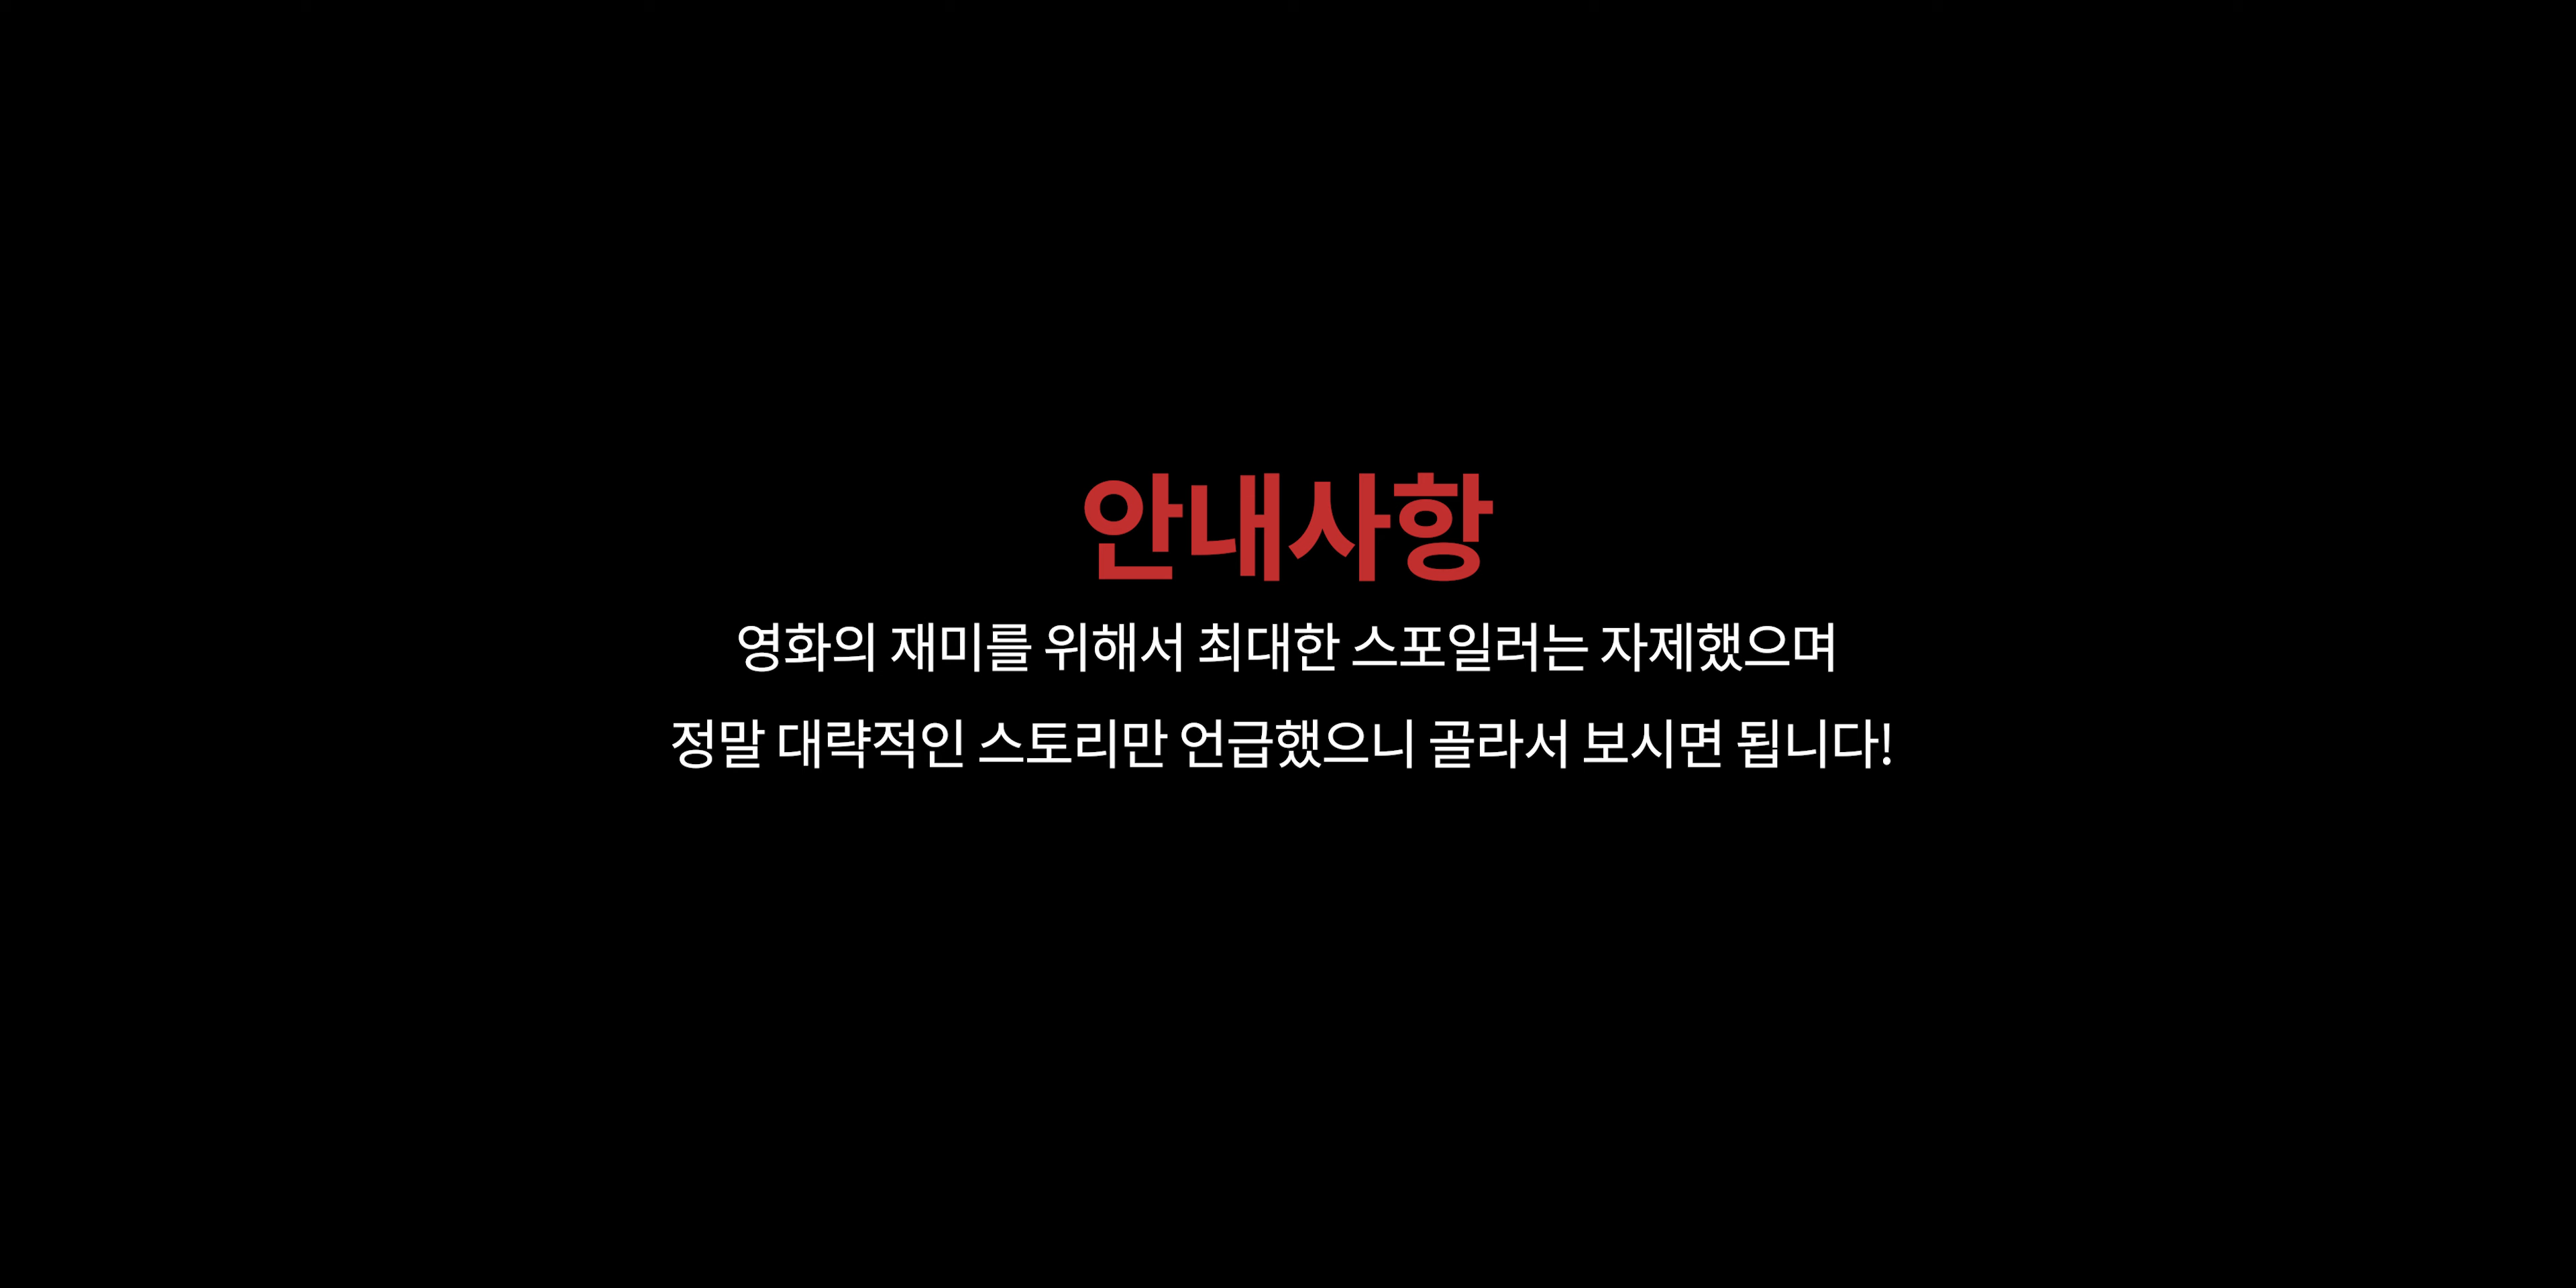 안내사항
영화의 재미를 위해서 최대한 스포일러는 자제했으며
정말 대략적인 스토리만 언급했으니 골라서 보시면 됩니다!